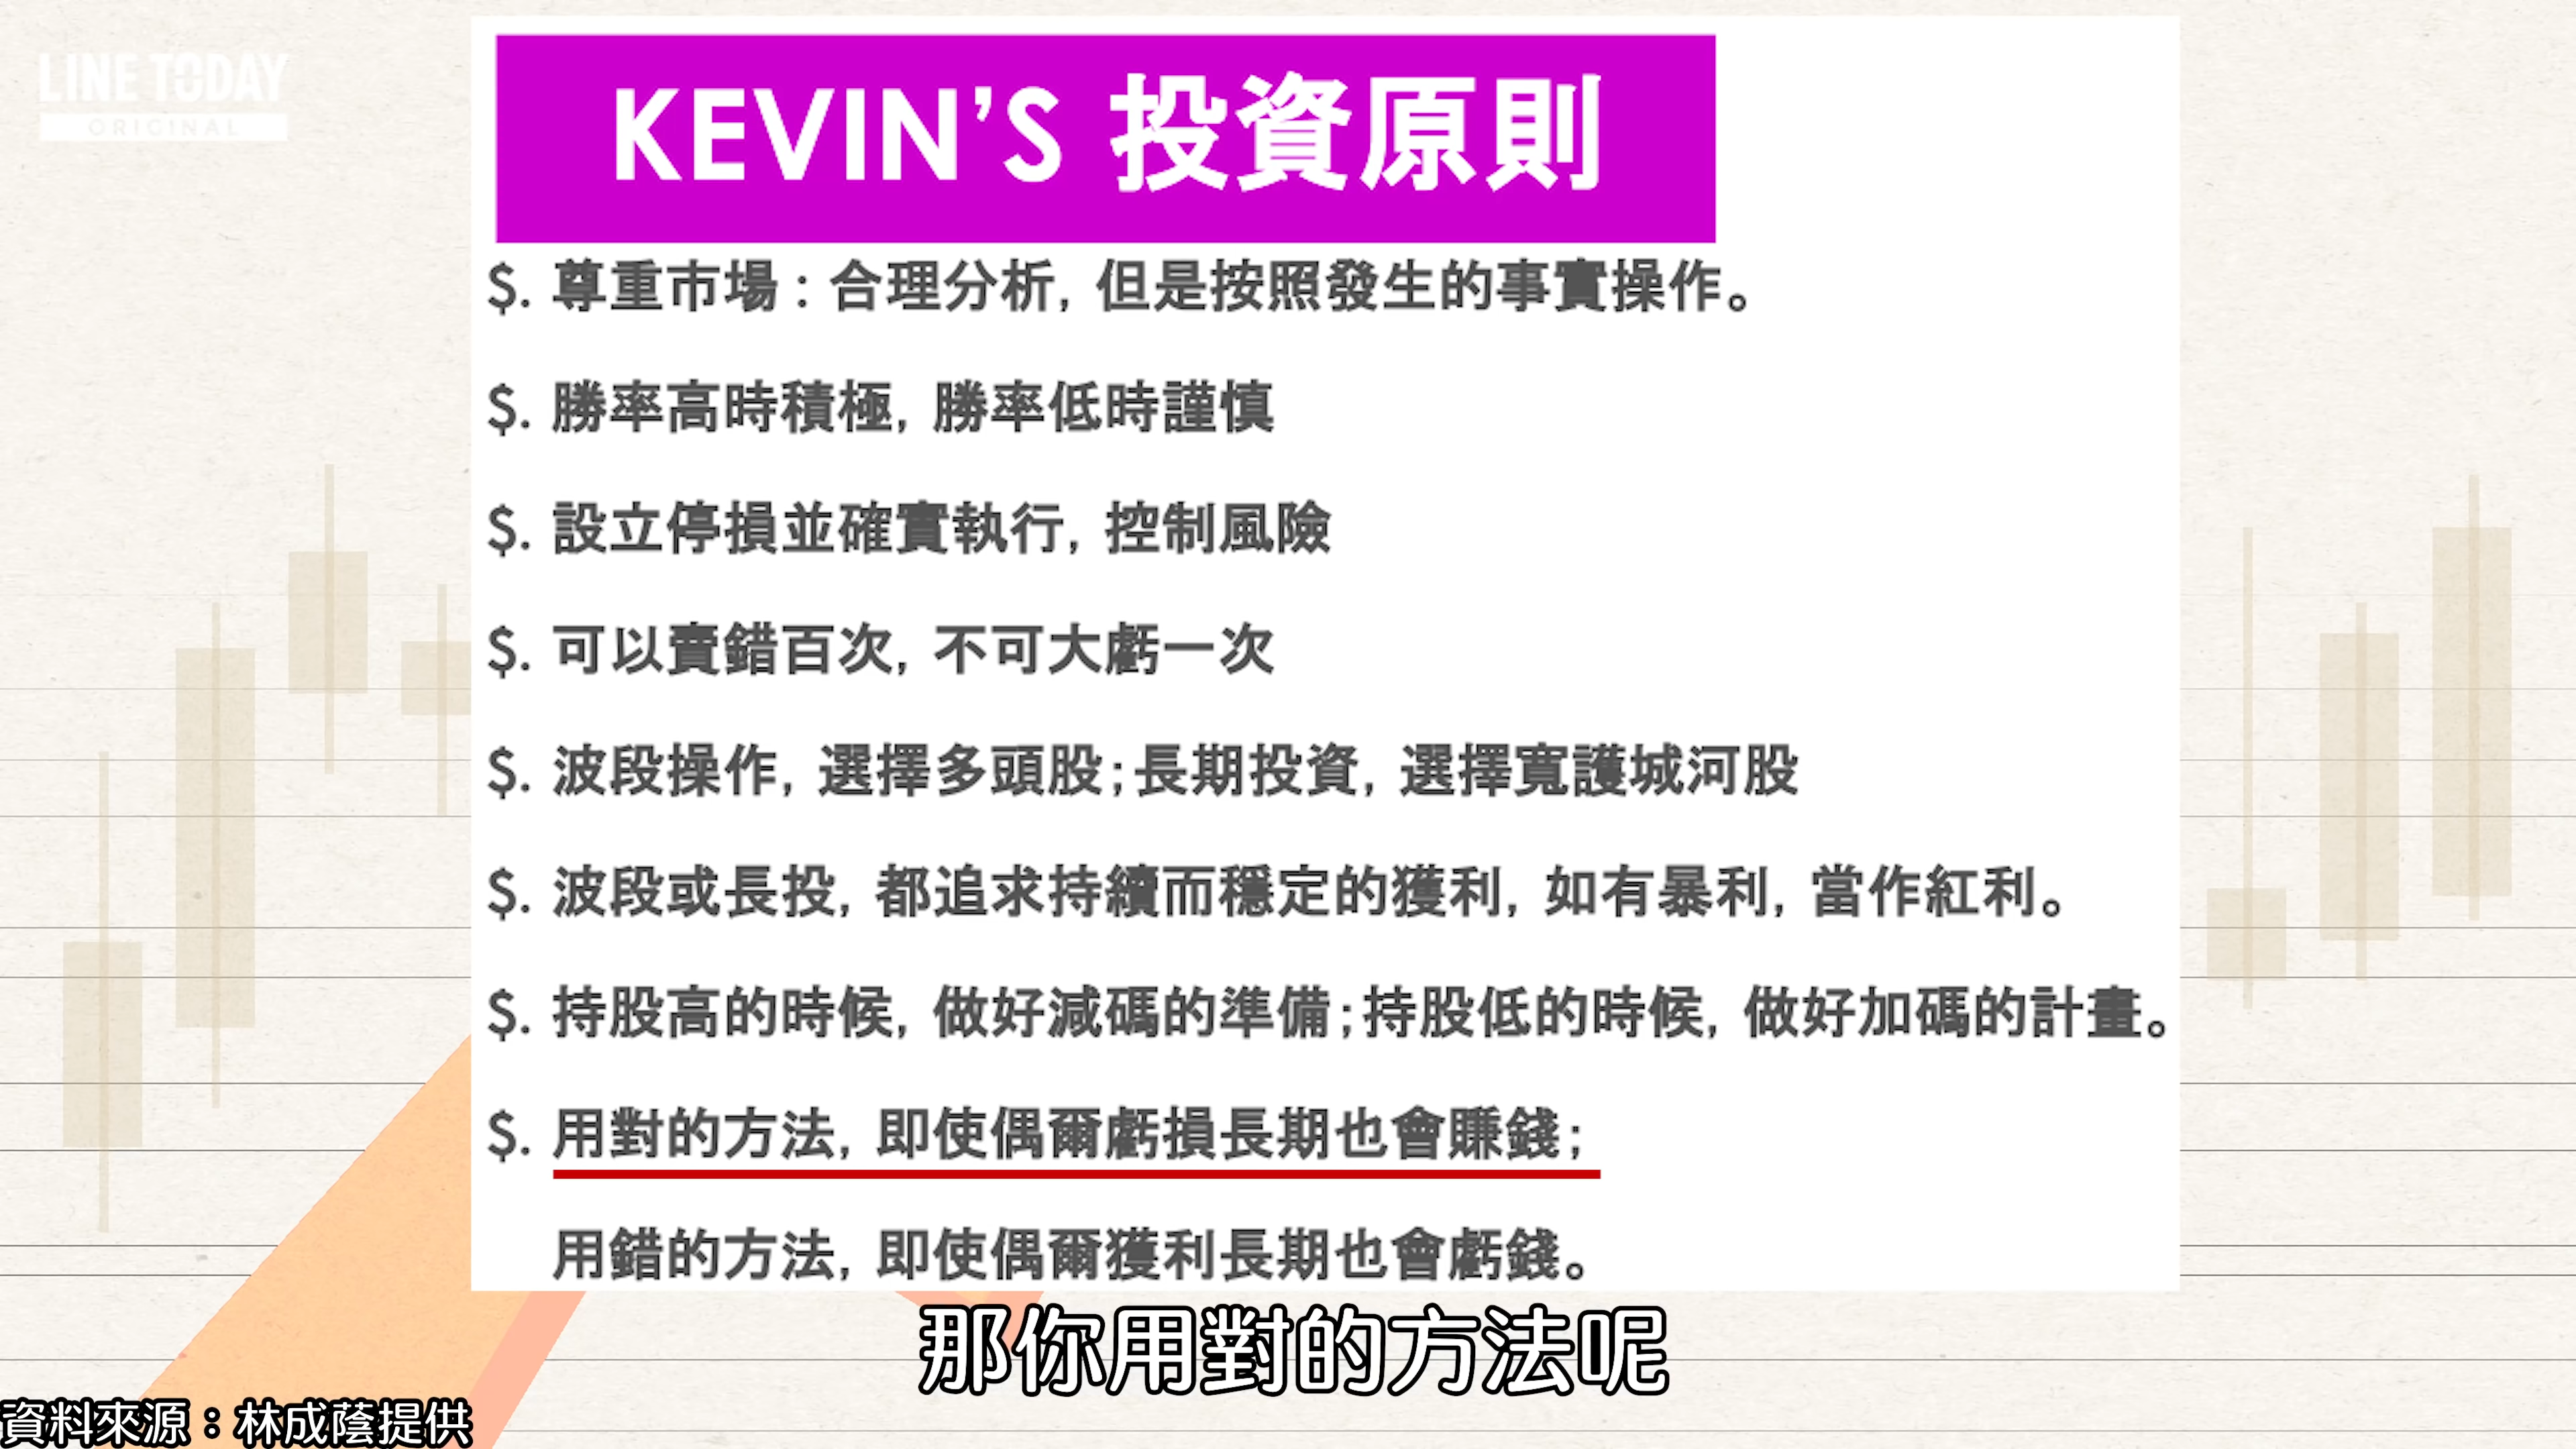 LINE TODAY
ORIGINAL
KEVIN'S 投資原則
$. 尊重市場：合理分析, 但是按照發生的事實操作。
$. 勝率高時積極, 勝率低時謹慎
$. 設立停損並確實執行, 控制風險
$. 可以賣錯百次, 不可大虧一次
$. 波段操作, 選擇多頭股;長期投資, 選擇寬護城河股
$. 波段或長投, 都追求持續而穩定的獲利, 如有暴利, 當作紅利。
$. 持股高的時候, 做好減碼的準備;持股低的時候, 做好加碼的計畫。
$. 用對的方法, 即使偶爾虧損長期也會賺錢;
用錯的方法, 即使偶爾獲利長期也會虧錢。
那你用對的方法呢
資料來源：林成蔭提供